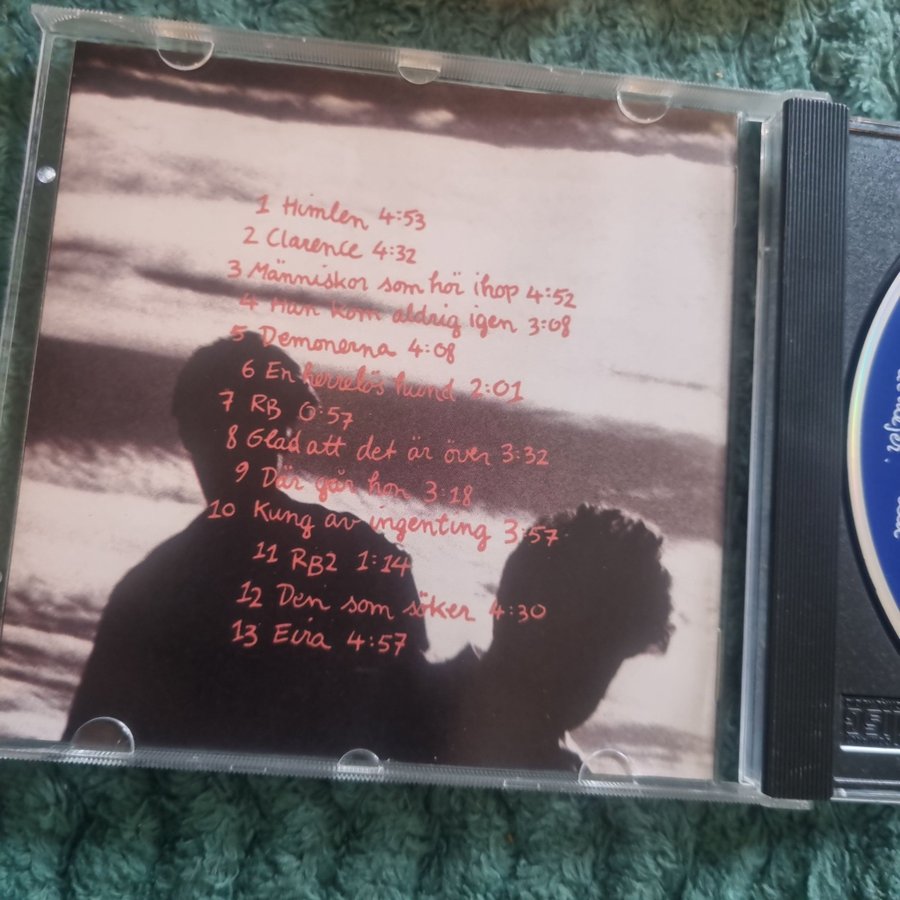 1 Himlen 4:53
2 Clarence 4:32
3 Människor som hör ihop 4:52
4 Han kom aldrig igen 3:08
5 Demonerna 4:08
6 En herrelös hund 2:01
7 RB 0:57
8 Glad att det är över 3:32
9 Där går hon 3:18
10 Kung av ingenting 3:57
11 RB2 1:14
12 Den som söker 4:30
13 Evia 4:57